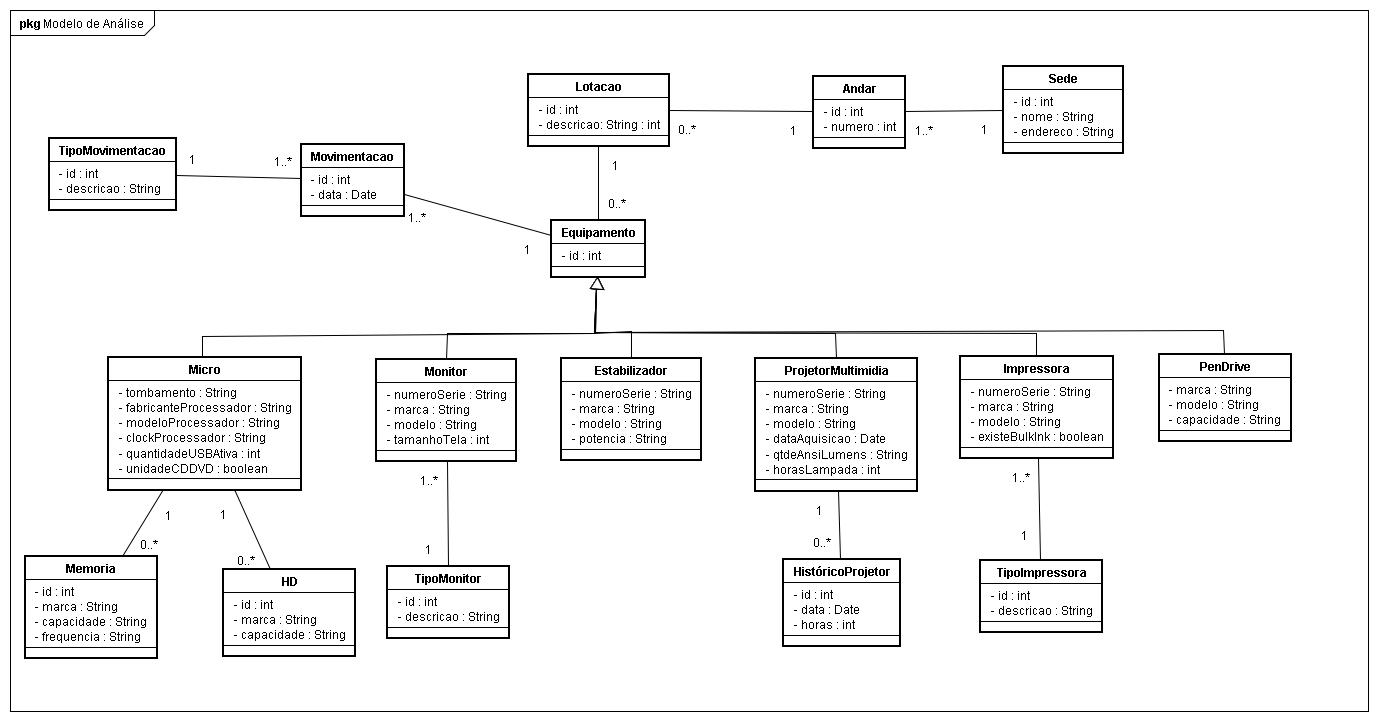 pkg Modelo de Análise
Lotacao
- id : int
- descricao: String : int
0..*
1
Andar
- id : int
- numero : int
1..*
1
Sede
- id : int
- nome : String
- endereco : String
TipoMovimentacao
- id : int
- descricao : String
1
1..*
Movimentacao
- id : int
- data : Date
1..*
1
1
0..*
Equipamento
- id : int
Micro
- tombamento : String
- fabricanteProcessador : String
- modeloProcessador : String
- clockProcessador : String
- quantidadeUSBAtiva : int
- unidadeCDDVD : boolean
Monitor
- numeroSerie : String
- marca : String
- modelo : String
- tamanhoTela : int
Estabilizador
- numeroSerie : String
- marca : String
- modelo : String
- potencia : String
ProjetorMultimidia
- numeroSerie : String
- marca : String
- modelo : String
- dataAquisicao : Date
- qtdeAnsiLumens : String
- horasLampada : int
Impressora
- numeroSerie : String
- marca : String
- modelo : String
- existeBulkInk : boolean
PenDrive
- marca : String
- modelo : String
- capacidade : String
1
0..*
1
0..*
1..*
1
1
0..*
1..*
1
Memoria
- id : int
- marca : String
- capacidade : String
- frequencia : String
HD
- id : int
- marca : String
- capacidade : String
TipoMonitor
- id : int
- descricao : String
HistóricoProjetor
- id : int
- data : Date
- horas : int
TipoImpressora
- id : int
- descricao : String